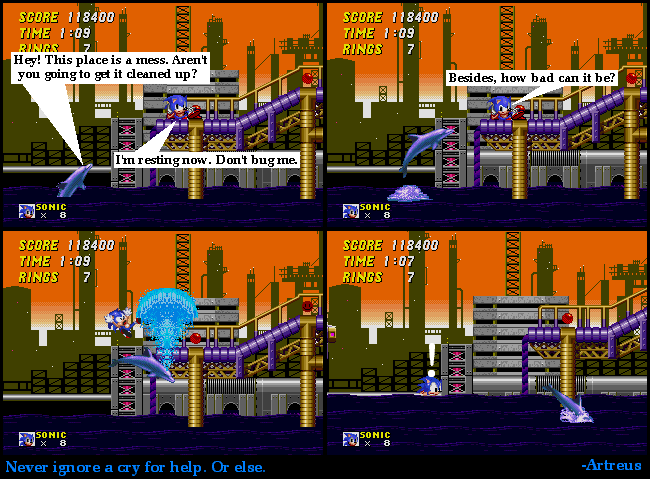 SCORE 118400
TIME 1:09
RINGS 7
Hey! This place is a mess. Aren't
you going to get it cleaned up?
I'm resting now. Don't bug me.
SONIC
× 8
SCORE 118400
TIME 1:09
RINGS 7
Besides, how bad can it be?
SONIC
× 8
SCORE 118400
TIME 1:09
RINGS 7
SONIC
× 8
SCORE 118400
TIME 1:07
RINGS 7
SONIC
× 8
Never ignore a cry for help. Or else.
-Artreus